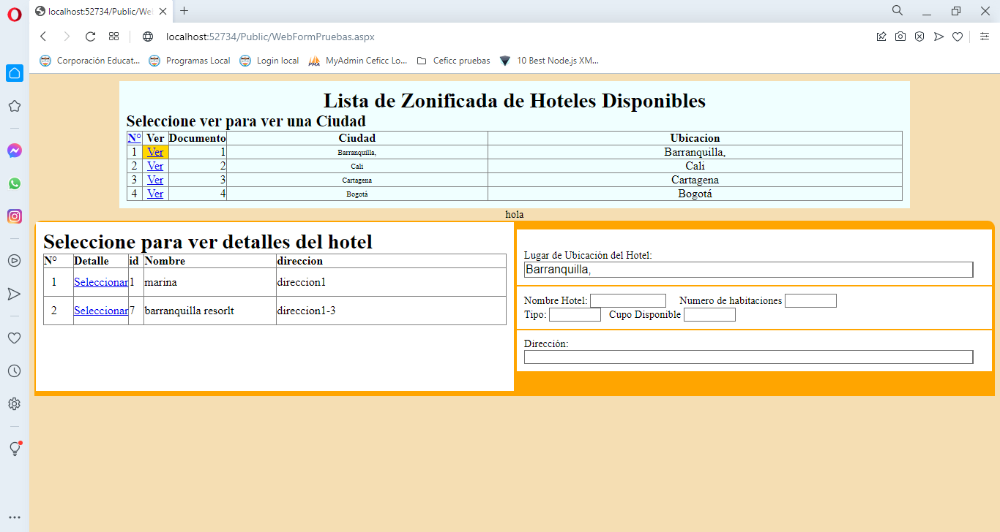 localhost:52734/Public/We
localhost:52734/Public/WebFormPruebas.aspx
Corporación Educat... Programas Local Login local MyAdmin Ceficc Lo... Ceficc pruebas 10 Best Node.js XM...
Lista de Zonificada de Hoteles Disponibles
Seleccione ver para ver una Ciudad
Nº Ver Documento Ciudad Ubicacion
1 Ver 1 Barranquilla, Barranquilla,
2 Ver 2 Cali Cali
3 Ver 3 Cartagena Cartagena
4 Ver 4 Bogotá Bogotá
hola
Seleccione para ver detalles del hotel
Nº Detalle id Nombre direccion
1 Seleccionar 1 marina direccion1
2 Seleccionar 7 barranquilla resorlt direccion1-3
Lugar de Ubicación del Hotel:
Barranquilla,
Nombre Hotel: Numero de habitaciones
Tipo: Cupo Disponible
Dirección: